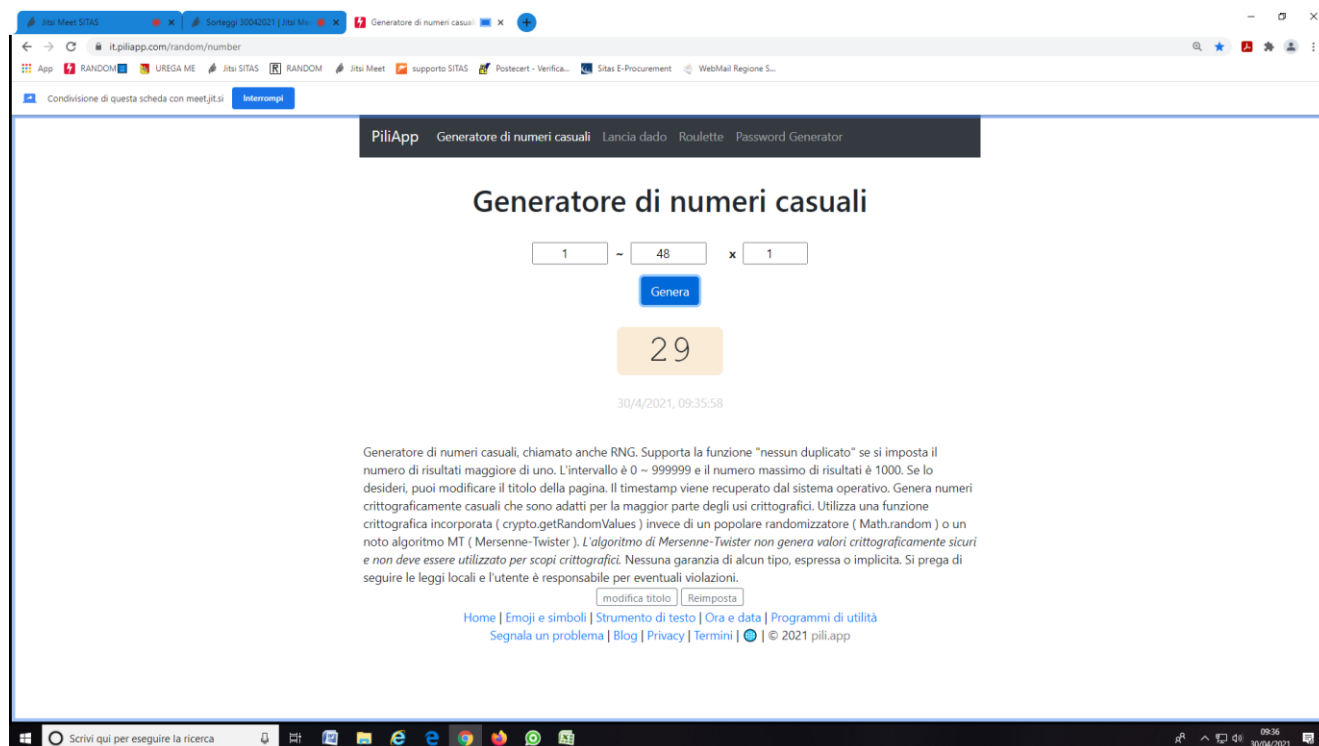 Jitsi Meet SITAS
Sorteggi 30042021 | Jitsi Mee
Generatore di numeri casuali
it.piliapp.com/random/number
App RANDOM UREGA ME Jitsi SITAS RANDOM Jitsi Meet supporto SITAS Postecert - Verifica... Sitas E-Procurement WebMail Regione S...
Condivisione di questa scheda con meet.jit.si Interrompi
PiliApp Generatore di numeri casuali Lancia dado Roulette Password Generator
Generatore di numeri casuali
1 ~ 48 x 1
Genera
29
30/4/2021, 09:35:58
Generatore di numeri casuali, chiamato anche RNG. Supporta la funzione "nessun duplicato" se si imposta il
numero di risultati maggiore di uno. L'intervallo è 0 ~ 999999 e il numero massimo di risultati è 1000. Se lo
desideri, puoi modificare il titolo della pagina. Il timestamp viene recuperato dal sistema operativo. Genera numeri
crittograficamente casuali che sono adatti per la maggior parte degli usi crittografici. Utilizza una funzione
crittografica incorporata ( crypto.getRandomValues ) invece di un popolare randomizzatore ( Math.random ) o un
noto algoritmo MT ( Mersenne-Twister ). L'algoritmo di Mersenne-Twister non genera valori crittograficamente sicuri
e non deve essere utilizzato per scopi crittografici. Nessuna garanzia di alcun tipo, espressa o implicita. Si prega di
seguire le leggi locali e l'utente è responsabile per eventuali violazioni.
modifica titolo Reimposta
Home | Emoji e simboli | Strumento di testo | Ora e data | Programmi di utilità
Segnala un problema | Blog | Privacy | Termini | 🌐 | © 2021 pili.app
Scrivi qui per eseguire la ricerca
09:36
30/04/2021